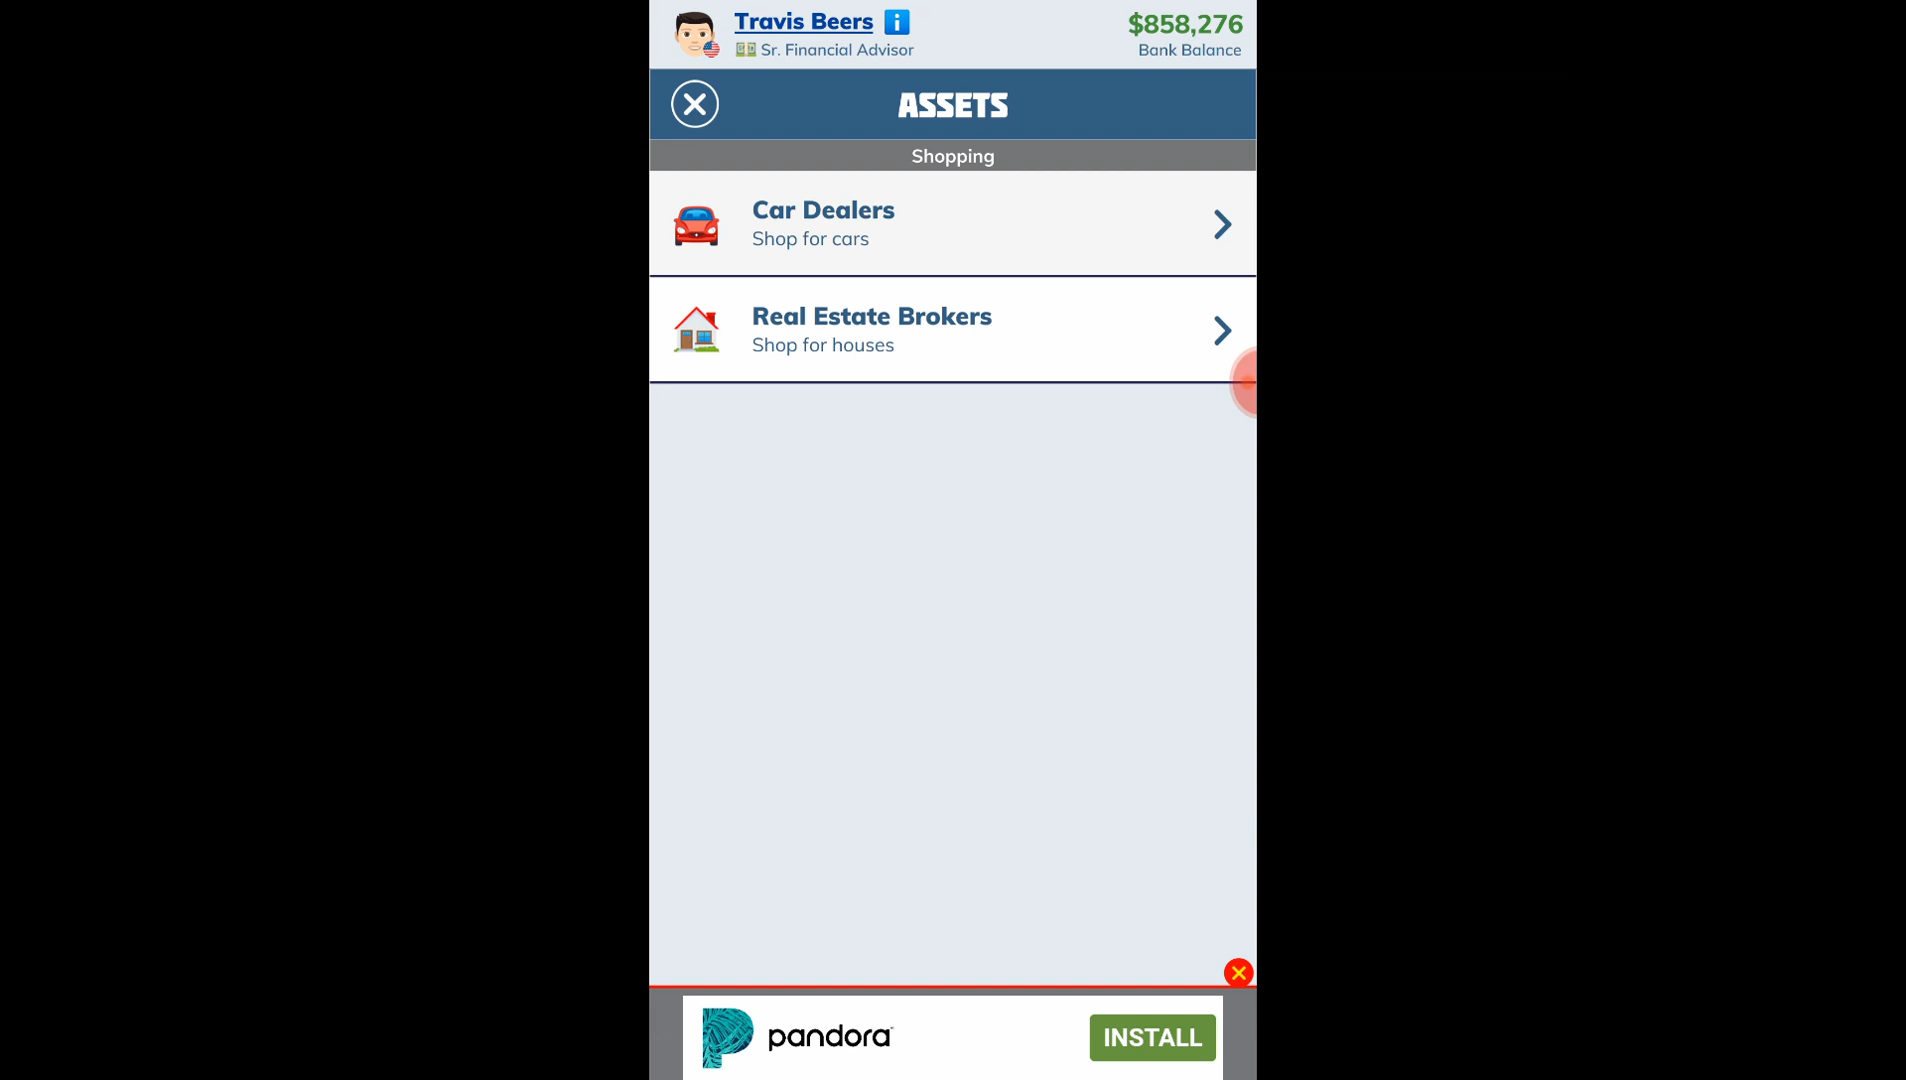 Travis Beers
$858,276
Sr. Financial Advisor
Bank Balance
ASSETS
Shopping
Car Dealers
Shop for cars
Real Estate Brokers
Shop for houses
pandora
INSTALL